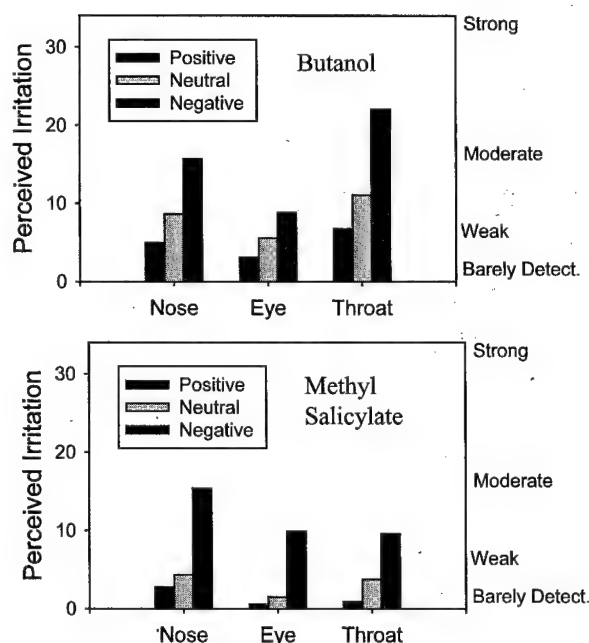 Strong
30
Positive
Neutral
Negative
Butanol
20
Moderate
10
Weak
0
Barely Detect.
Perceived Irritation
Nose Eye Throat
Strong
30
Positive
Neutral
Negative
Methyl
Salicylate
20
Moderate
10
Weak
0
Barely Detect.
Perceived Irritation
Nose Eye Throat